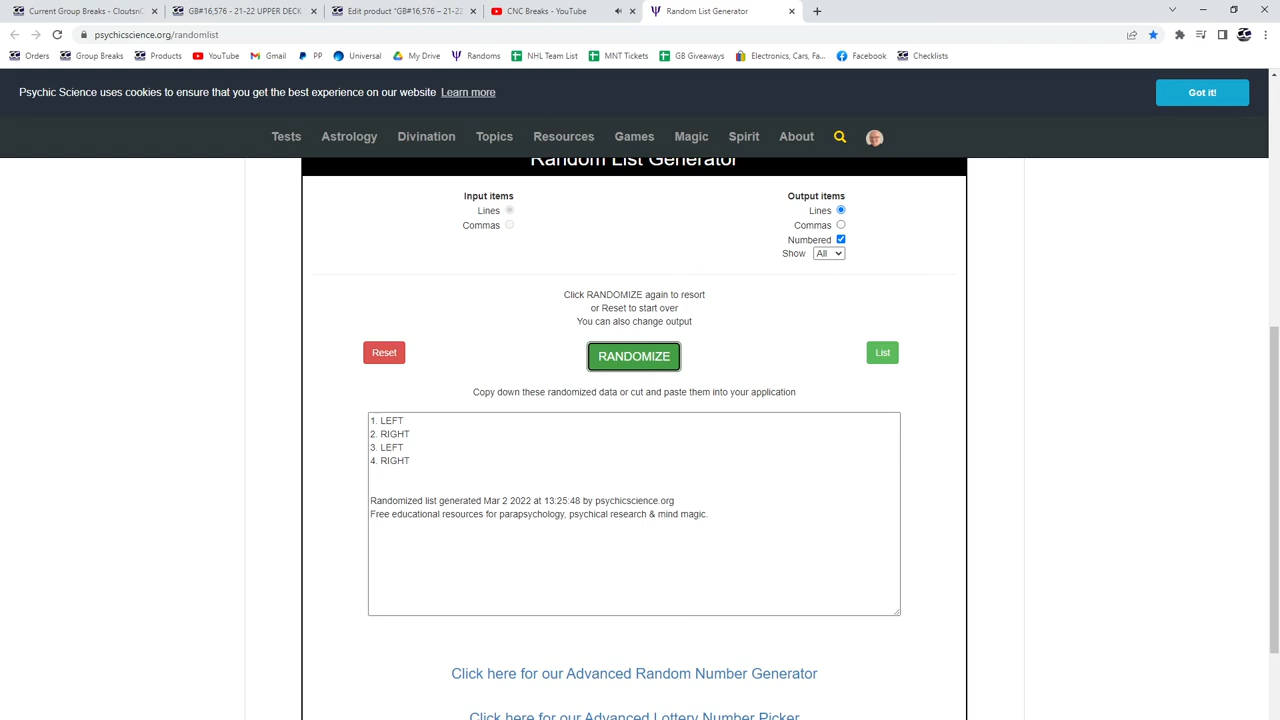 Current Group Breaks – CloutsnC
GB#16,576 – 21-22 UPPER DECK
Edit product "GB#16,576 – 21-22
CNC Breaks - YouTube
Random List Generator
psychicscience.org/randomlist
Orders
Group Breaks
Products
YouTube
Gmail
PP
Universal
My Drive
Randoms
NHL Team List
MNT Tickets
GB Giveaways
Electronics, Cars, Fa...
Facebook
Checklists
Psychic Science uses cookies to ensure that you get the best experience on our website Learn more
Got it!
Tests
Astrology
Divination
Topics
Resources
Games
Magic
Spirit
About
Random List Generator
Input items
Output items
Lines
Lines
Commas
Commas
Numbered
Show All
Click RANDOMIZE again to resort
or Reset to start over
You can also change output
Reset
RANDOMIZE
List
Copy down these randomized data or cut and paste them into your application
1. LEFT
2. RIGHT
3. LEFT
4. RIGHT
Randomized list generated Mar 2 2022 at 13:25:48 by psychicscience.org
Free educational resources for parapsychology, psychical research & mind magic.
Click here for our Advanced Random Number Generator
Click here for our Advanced Lottery Number Picker